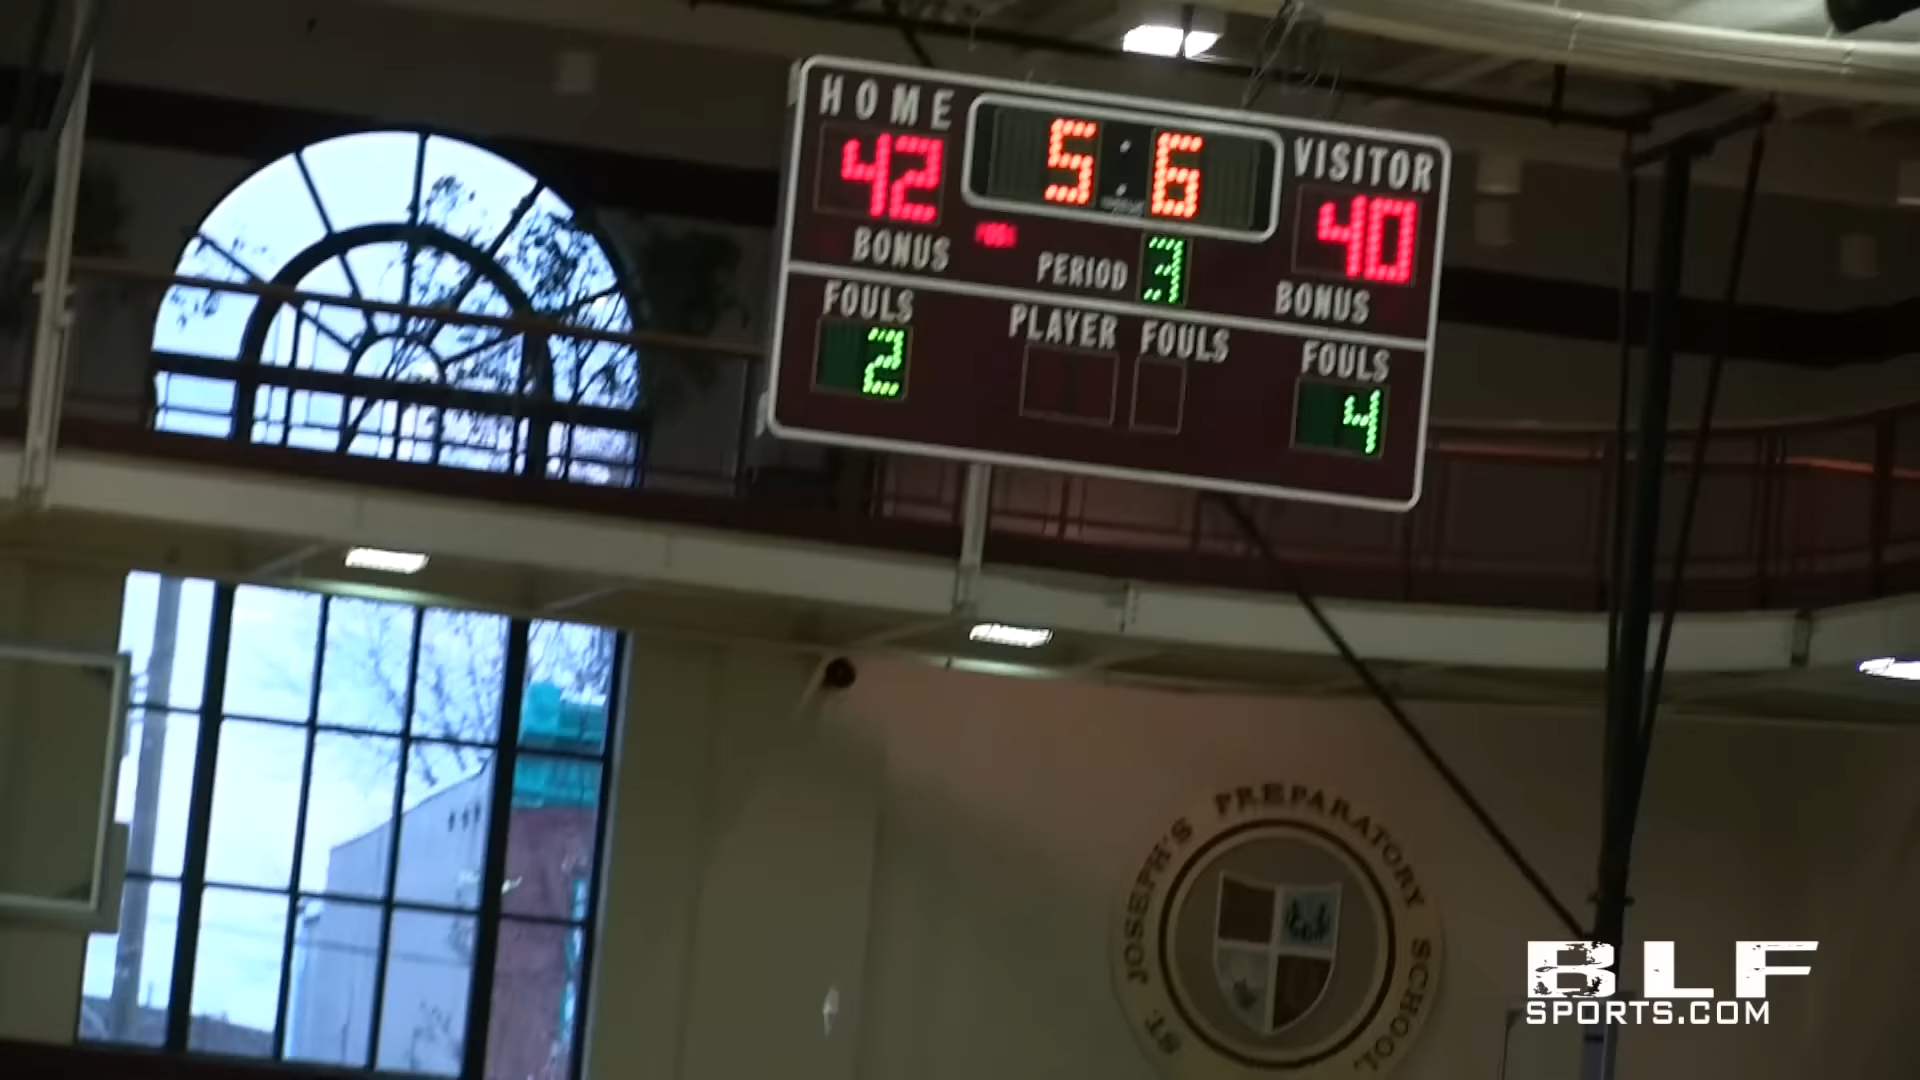 HOME
42
5:6
VISITOR
40
BONUS
POSS
PERIOD 3
BONUS
FOULS
2
PLAYER FOULS
FOULS
4
ST. JOSEPH'S PREPARATORY SCHOOL
BLF
SPORTS.COM